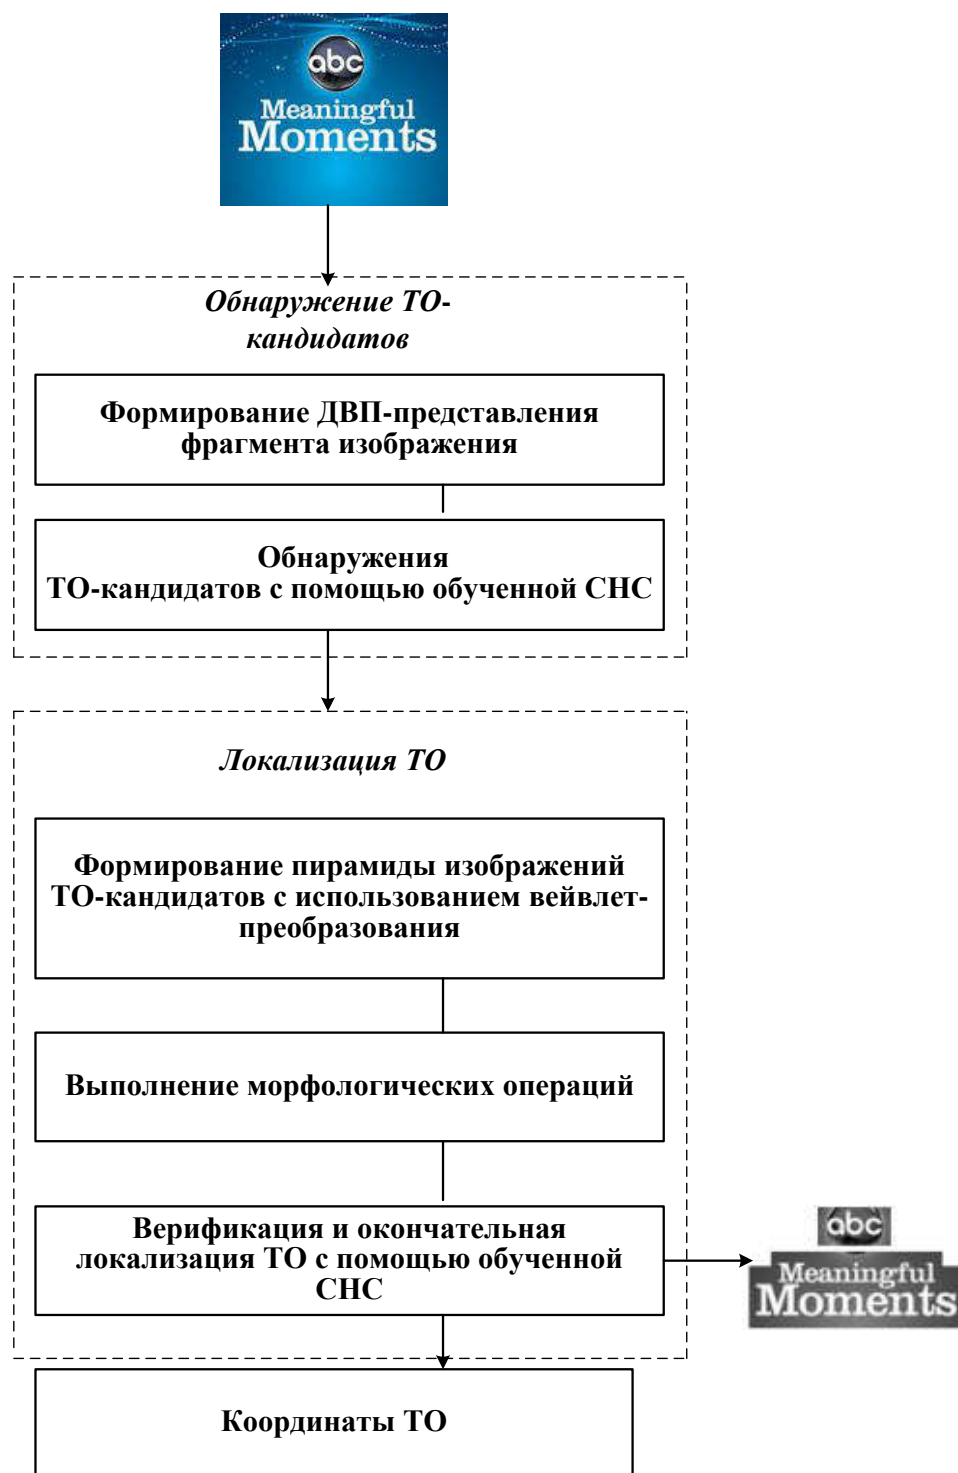 abc
Meaningful
Moments
Обнаружение ТО-
кандидатов
Формирование ДВП-представления
фрагмента изображения
Обнаружения
ТО-кандидатов с помощью обученной СНС
Локализация ТО
Формирование пирамиды изображений
ТО-кандидатов с использованием вейвлет-
преобразования
Выполнение морфологических операций
Верификация и окончательная
локализация ТО с помощью обученной
СНС
abc
Meaningful
Moments
Координаты ТО